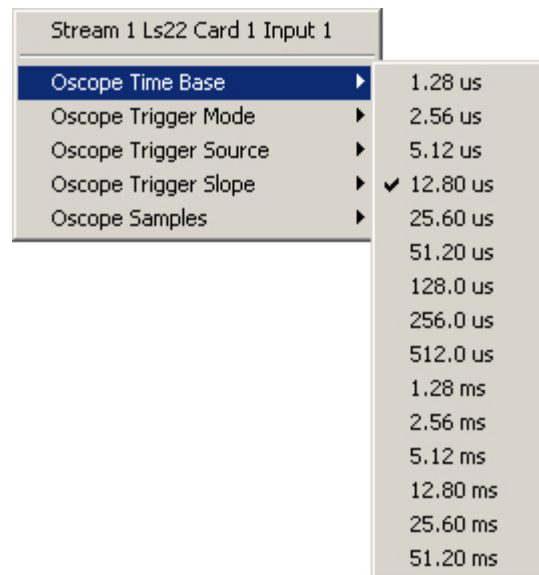 Stream 1 Ls22 Card 1 Input 1
Oscope Time Base
Oscope Trigger Mode
Oscope Trigger Source
Oscope Trigger Slope
Oscope Samples
1.28 us
2.56 us
5.12 us
12.80 us
25.60 us
51.20 us
128.0 us
256.0 us
512.0 us
1.28 ms
2.56 ms
5.12 ms
12.80 ms
25.60 ms
51.20 ms